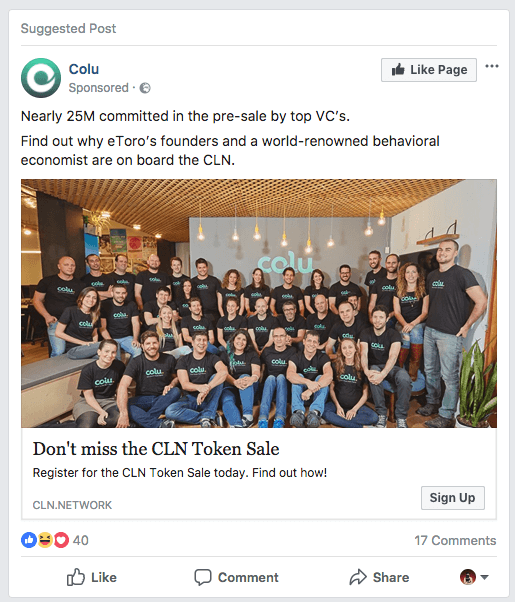 Suggested Post
Colu
Sponsored ·
Like Page
Nearly 25M committed in the pre-sale by top VC's.
Find out why eToro's founders and a world-renowned behavioral
economist are on board the CLN.
colu
Don't miss the CLN Token Sale
Register for the CLN Token Sale today. Find out how!
CLN.NETWORK
Sign Up
40
17 Comments
Like
Comment
Share